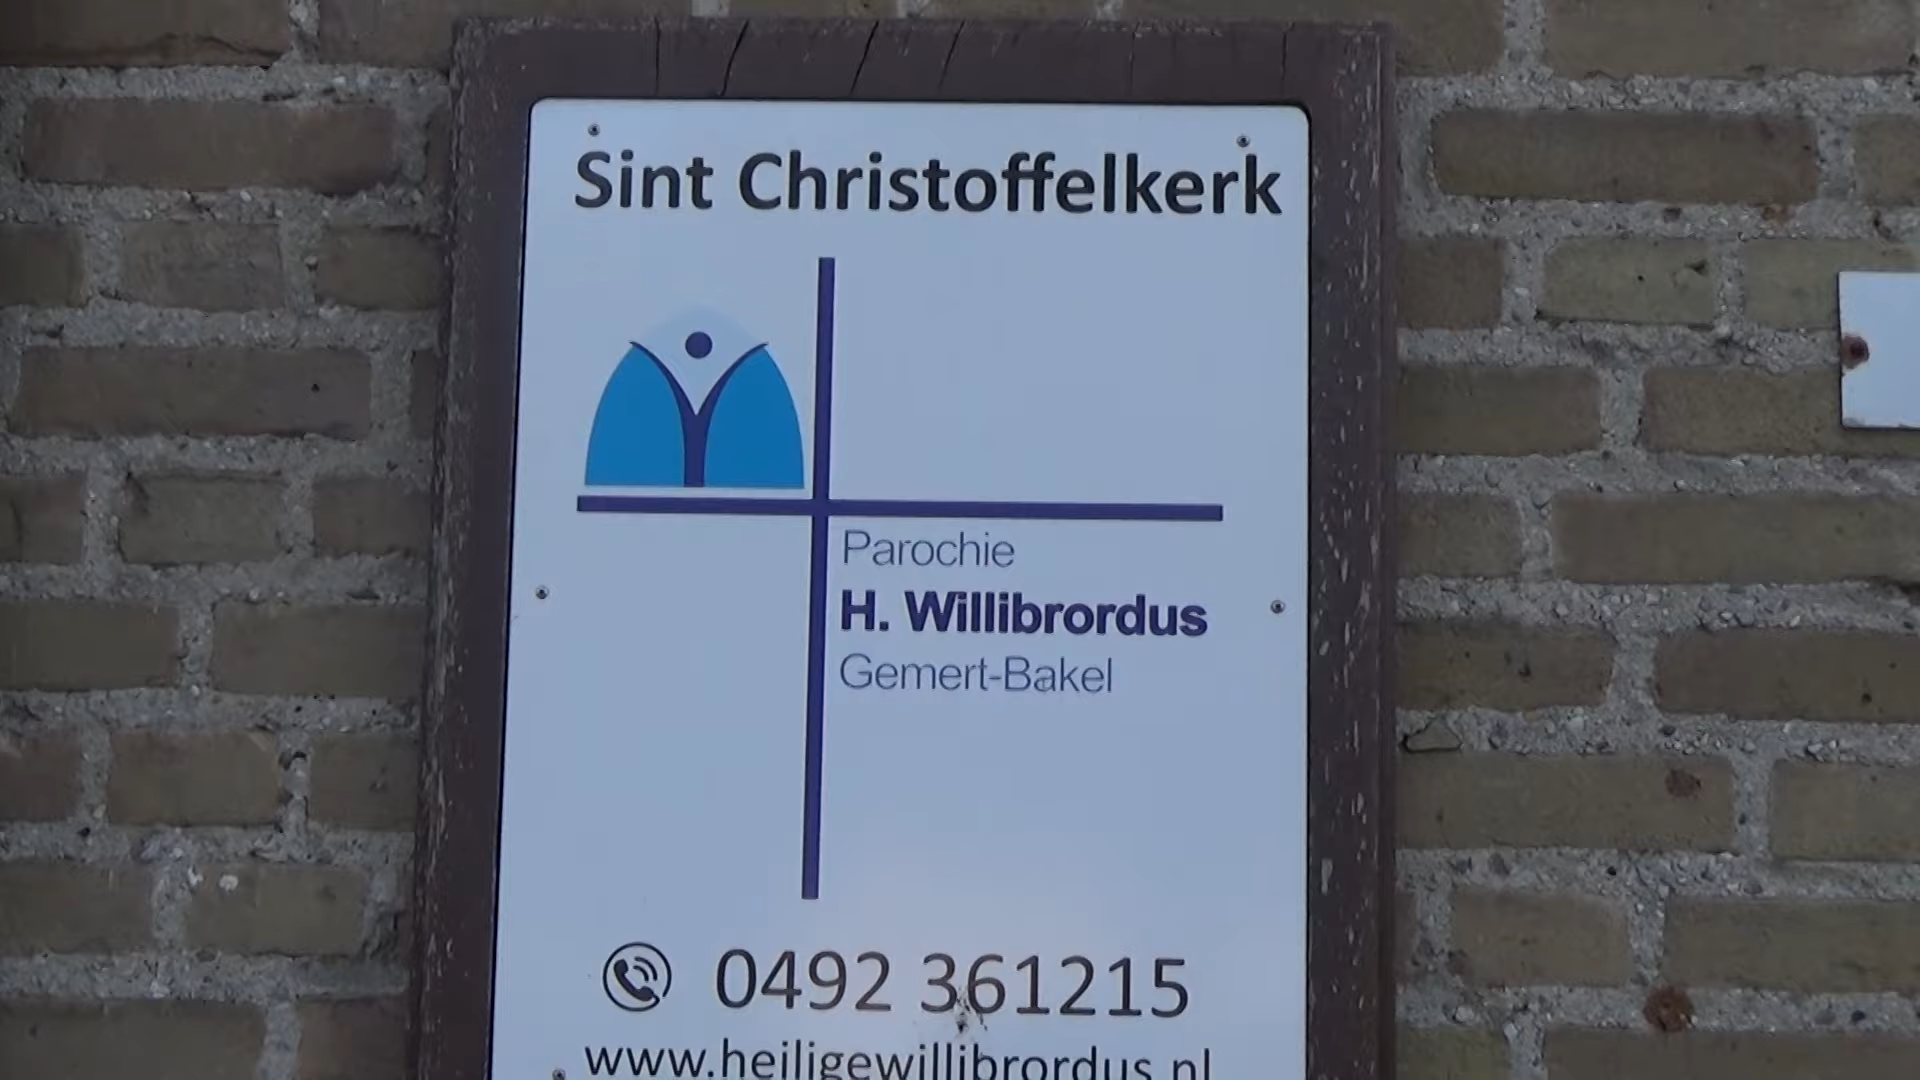 Sint Christoffelkerk
Parochie
H. Willibrordus
Gemert-Bakel
0492 361215
www.heiligewillibrordus.nl